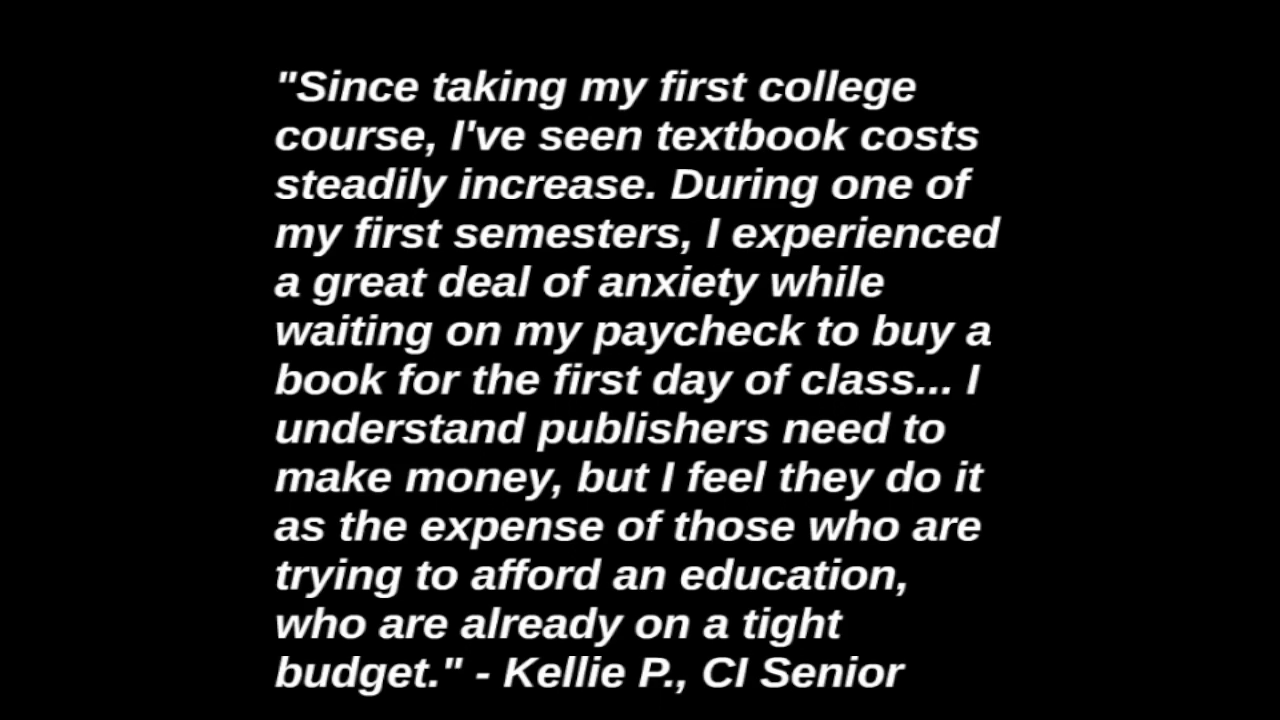 "Since taking my first college
course, I've seen textbook costs
steadily increase. During one of
my first semesters, I experienced
a great deal of anxiety while
waiting on my paycheck to buy a
book for the first day of class... I
understand publishers need to
make money, but I feel they do it
as the expense of those who are
trying to afford an education,
who are already on a tight
budget." - Kellie P., CI Senior